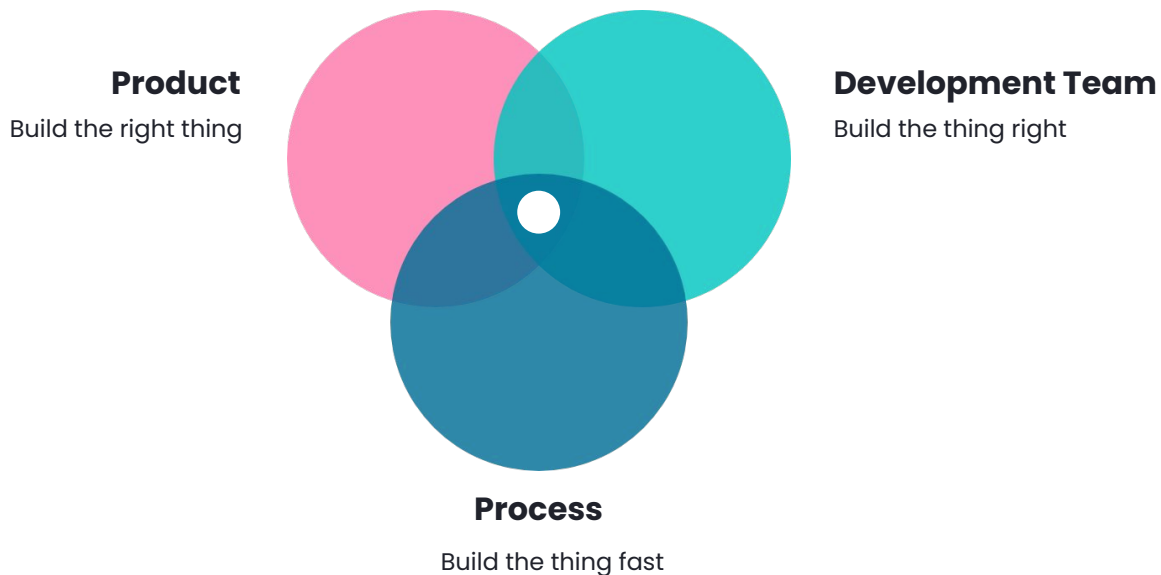 Product
Build the right thing
Development Team
Build the thing right
Process
Build the thing fast